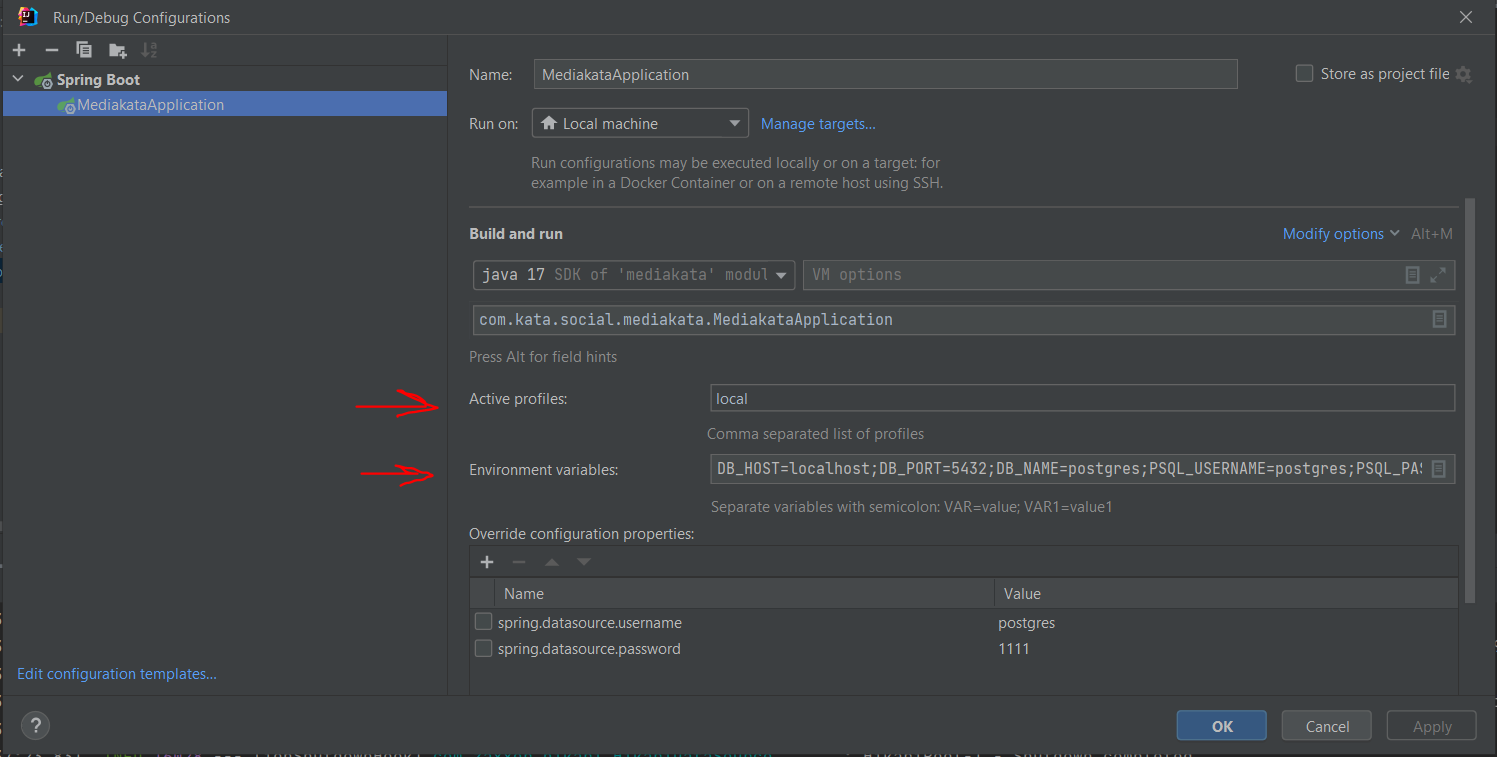 Run/Debug Configurations
Spring Boot
MediakataApplication
Edit configuration templates...
Name: MediakataApplication Store as project file
Run on: Local machine Manage targets...
Run configurations may be executed locally or on a target: for
example in a Docker Container or on a remote host using SSH.
Build and run Modify options Alt+M
java 17 SDK of 'mediakata' modul VM options
com.kata.social.mediakata.MediakataApplication
Press Alt for field hints
Active profiles: local
Comma separated list of profiles
Environment variables: DB_HOST=localhost;DB_PORT=5432;DB_NAME=postgres;PSQL_USERNAME=postgres;PSQL_PAS
Separate variables with semicolon: VAR=value; VAR1=value1
Override configuration properties:
Name Value
spring.datasource.username postgres
spring.datasource.password 1111
? OK Cancel Apply